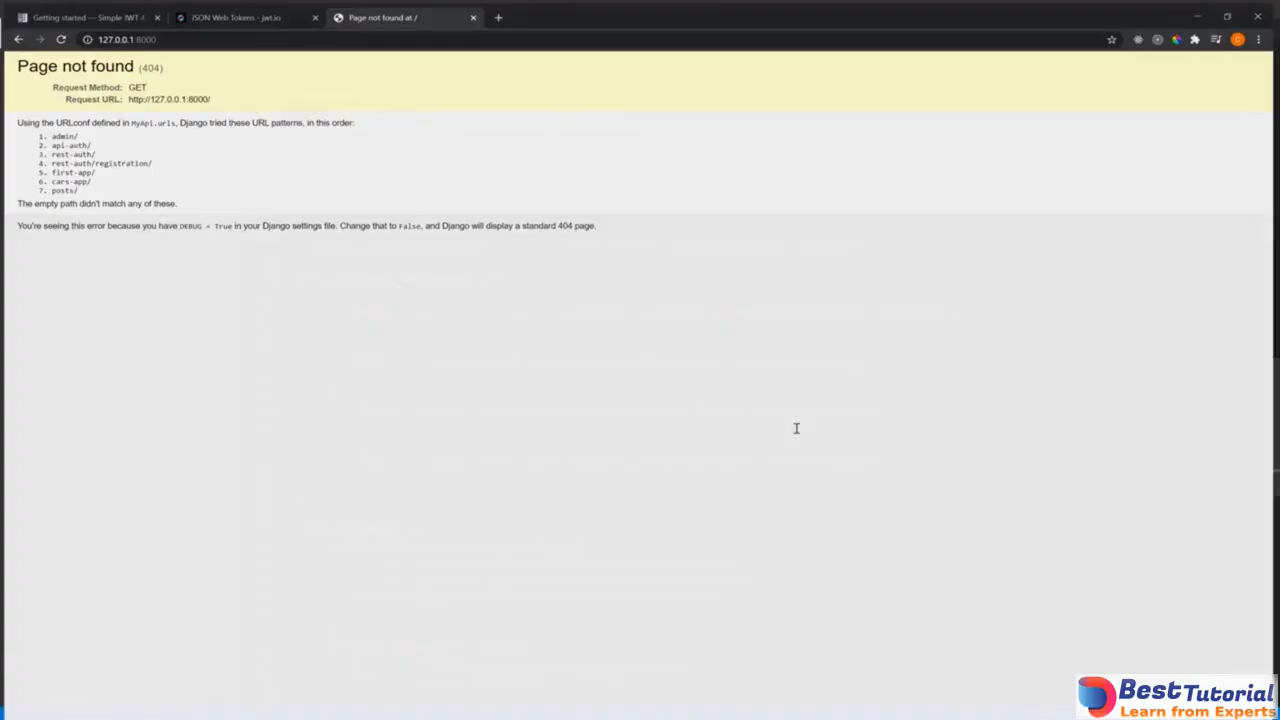 Getting started — Simple JWT
JSON Web Tokens - jwt.io
Page not found at /
127.0.0.1:8000
Page not found (404)
Request Method: GET
Request URL: http://127.0.0.1:8000/
Using the URLconf defined in MyApi.urls, Django tried these URL patterns, in this order:
1. admin/
2. api-auth/
3. rest-auth/
4. rest-auth/registration/
5. first-app/
6. cars-app/
7. posts/
The empty path didn't match any of these.
You're seeing this error because you have DEBUG = True in your Django settings file. Change that to False, and Django will display a standard 404 page.
BestTutorial
Learn from Experts